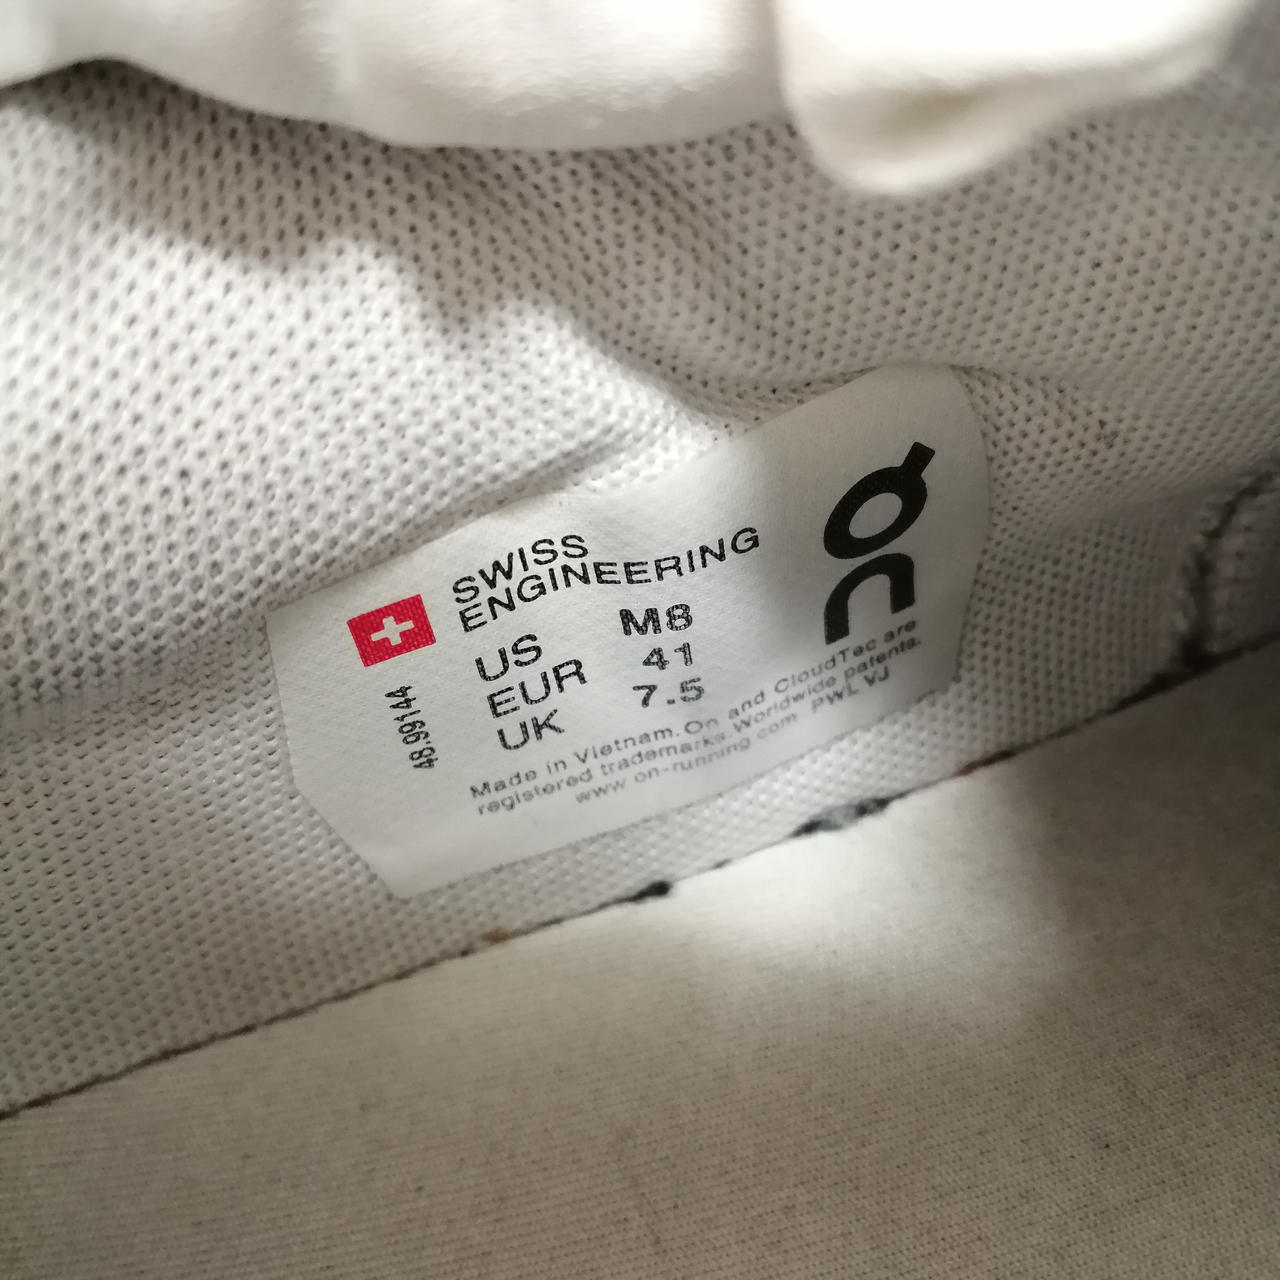 SWISS
ENGINEERING
US M8
EUR 41
UK 7.5
48.99144
Made in Vietnam. On and CloudTec are
registered trademarks. Worldwide patents.
www on-running com PWL VJ
On